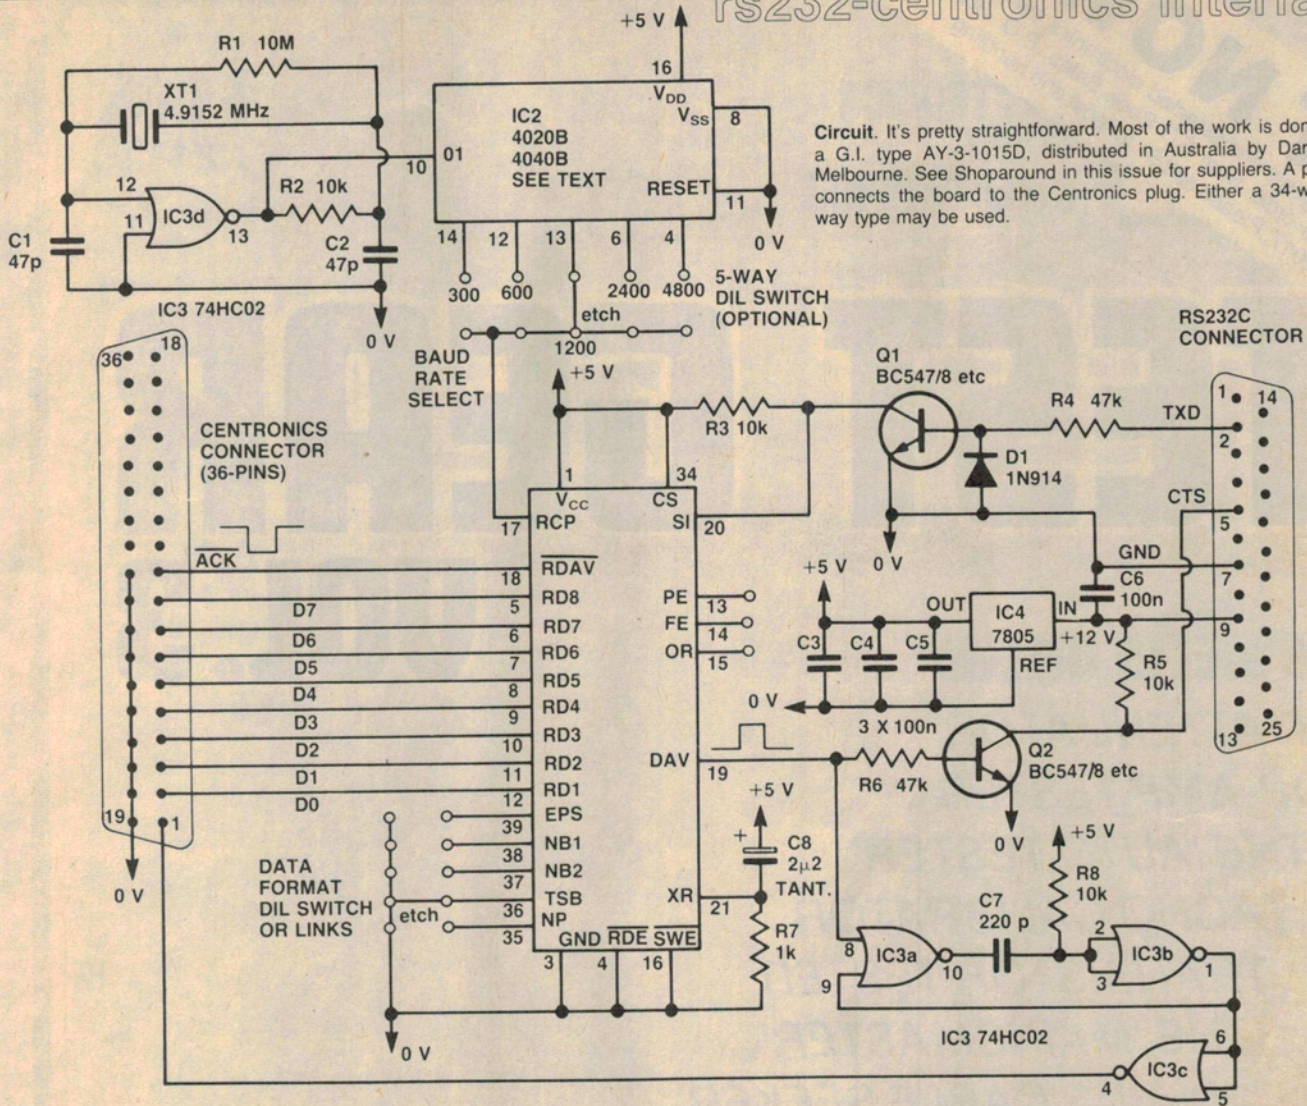 rs232-centronics
Circuit. It's pretty straightforward. Most of the work is
a G.I. type AY-3-1015D, distributed in Australia by
Melbourne. See Shoparound in this issue for suppliers. A
connects the board to the Centronics plug. Either a
way type may be used.
R1 10M
XT1
4.9152 MHz
12
11
IC3d
13
R2 10k
C1
47p
C2
47p
IC3 74HC02
0 V
+5 V
16
VDD
VSS
8
IC2
4020B
4040B
SEE TEXT
10
01
RESET
11
0 V
14
12
13
6
4
300
600
etch
1200
2400
4800
5-WAY
DIL SWITCH
(OPTIONAL)
BAUD
RATE
SELECT
+5 V
36
18
CENTRONICS
CONNECTOR
(36-PINS)
19
1
0 V
ACK
D7
D6
D5
D4
D3
D2
D1
D0
1
VCC
34
CS
17
RCP
SI
20
18
RDAV
5
RD8
6
RD7
7
RD6
8
RD5
9
RD4
10
RD3
11
RD2
12
RD1
39
EPS
38
NB1
37
NB2
36
TSB
35
NP
PE
13
FE
14
OR
15
DAV
19
XR
21
GND
RDE
SWE
3
4
16
DATA
FORMAT
DIL SWITCH
OR LINKS
etch
0 V
R3 10k
Q1
BC547/8 etc
R4 47k
D1
1N914
0 V
RS232C
CONNECTOR
1
14
TXD
2
CTS
5
GND
7
9
13
25
+5 V
OUT
IC4
7805
IN
+12 V
REF
C6
100n
C3
C4
C5
0 V
3 X 100n
R5
10k
R6 47k
Q2
BC547/8 etc
0 V
+5 V
+
C8
2µ2
TANT.
R7
1k
8
9
IC3a
10
C7
220 p
+5 V
R8
10k
2
3
IC3b
1
IC3 74HC02
6
5
IC3c
4